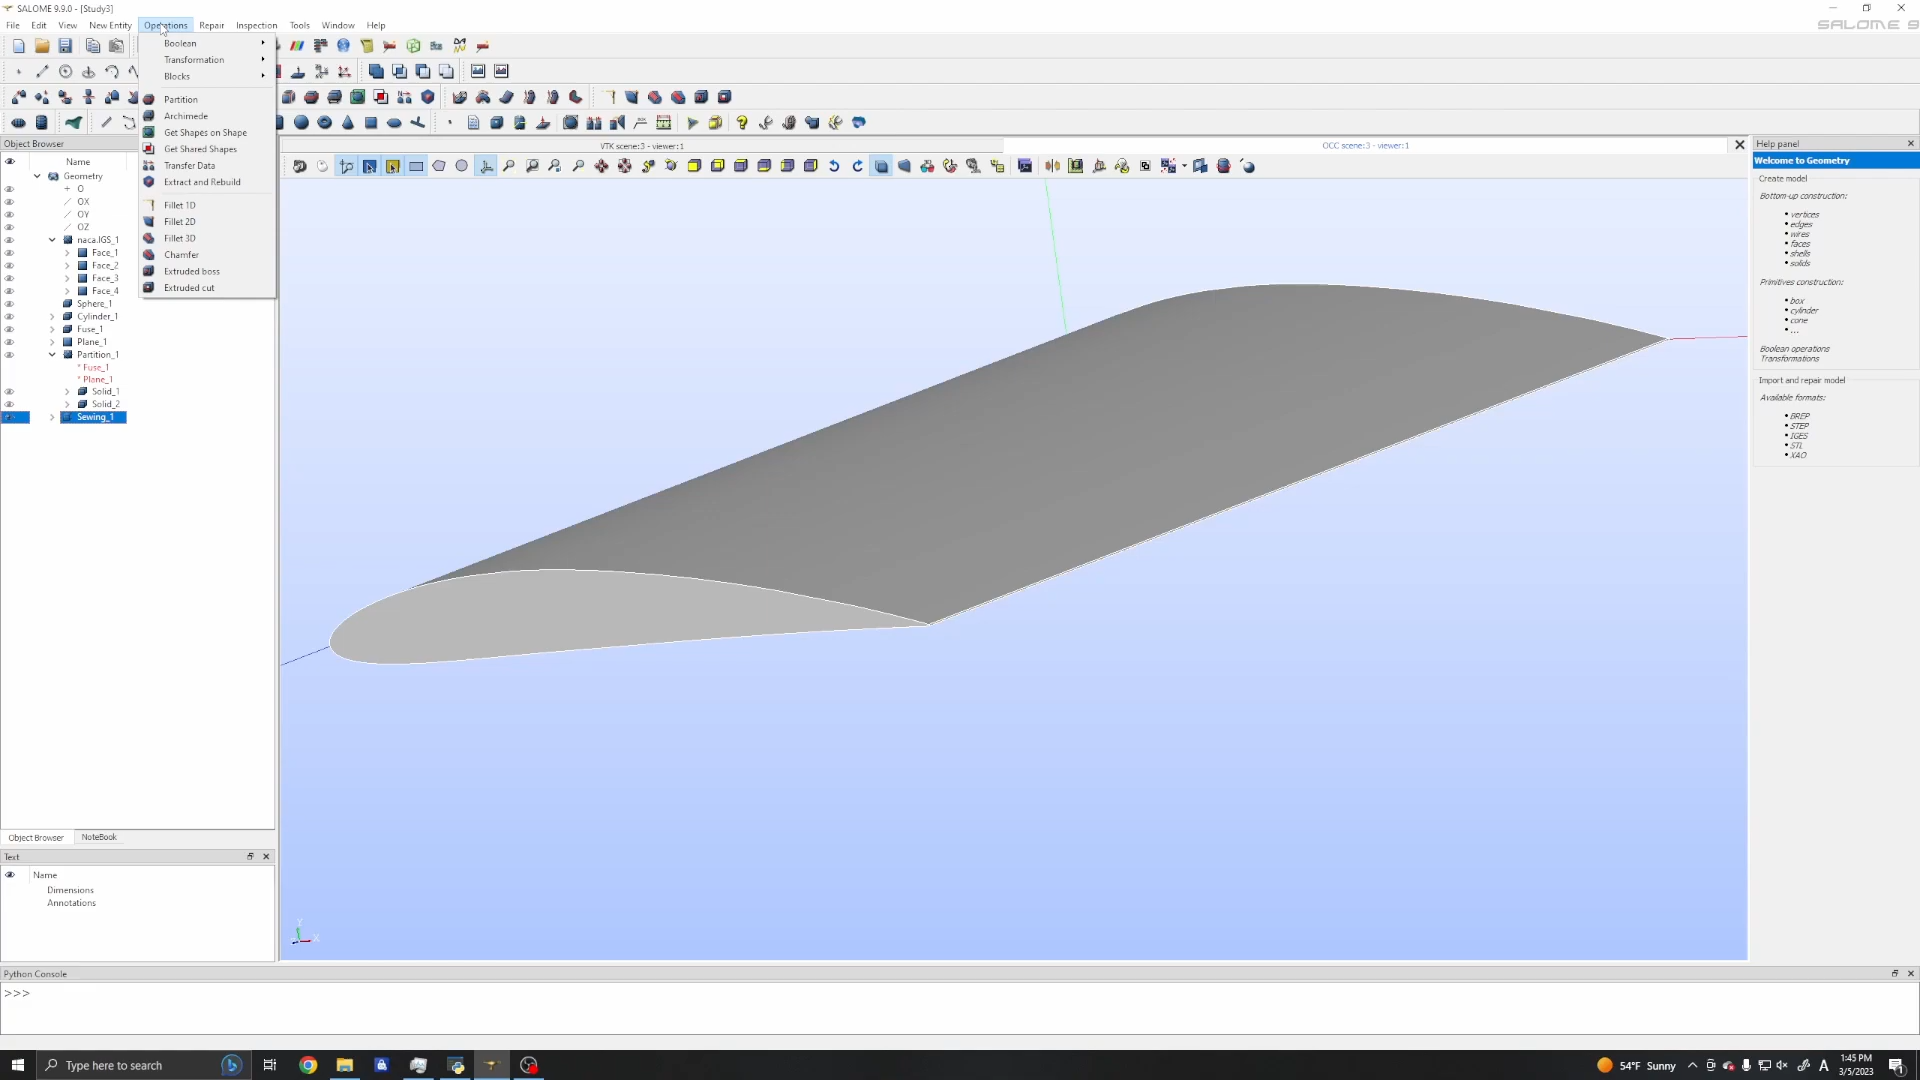 SALOME 9.9.0 - [Study3]
File Edit View New Entity Operations Repair Inspection Tools Window Help
SALOME 9
Boolean
Transformation
Blocks
Partition
Archimede
Get Shapes on Shape
Get Shared Shapes
Transfer Data
Extract and Rebuild
Fillet 1D
Fillet 2D
Fillet 3D
Chamfer
Extruded boss
Extruded cut
Object Browser
Name
Geometry
O
OX
OY
OZ
naca.IGS_1
Face_1
Face_2
Face_3
Face_4
Sphere_1
Cylinder_1
Fuse_1
Plane_1
Partition_1
* Fuse_1
* Plane_1
Solid_1
Solid_2
Sewing_1
Object Browser NoteBook
Text
Name
Dimensions
Annotations
VTK scene:3 - viewer:1
OCC scene:3 - viewer:1
Y
X
Help panel
Welcome to Geometry
Create model
Bottom-up construction:
vertices
edges
wires
faces
shells
solids
Primitives construction:
box
cylinder
cone
...
Boolean operations
Transformations
Import and repair model
Available formats:
BREP
STEP
IGES
STL
XAO
Python Console
>>>
Type here to search
54°F Sunny
A
1:45 PM
3/5/2023
1